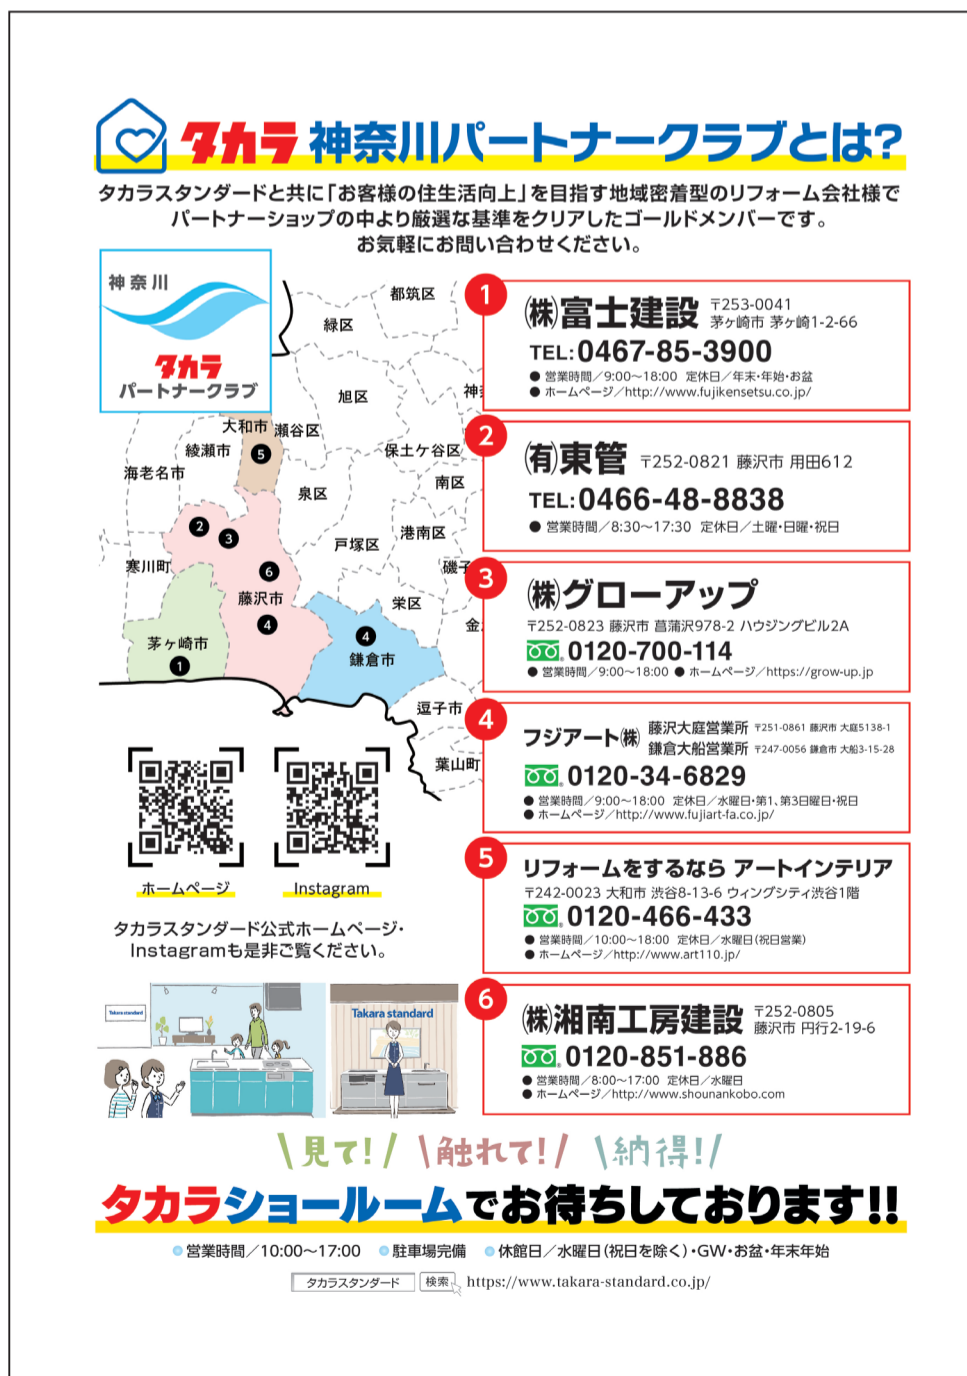 タカラ 神奈川パートナークラブとは?
タカラスタンダードと共に「お客様の住生活向上」を目指す地域密着型のリフォーム会社様で
パートナーショップの中より厳選な基準をクリアしたゴールドメンバーです。
お気軽にお問い合わせください。
神奈川
タカラ
パートナークラブ
都筑区
緑区
旭区
神奈
大和市
瀬谷区
綾瀬市
5
保土ケ谷区
海老名市
泉区
南区
2
3
港南区
戸塚区
寒川町
磯子
6
藤沢市
栄区
4
金
茅ヶ崎市
4
鎌倉市
1
逗子市
葉山町
ホームページ
Instagram
タカラスタンダード公式ホームページ・
Instagramも是非ご覧ください。
Takara standard
Takara standard
1
㈱富士建設
〒253-0041
茅ヶ崎市 茅ヶ崎1-2-66
TEL:0467-85-3900
● 営業時間/9:00〜18:00 定休日/年末・年始・お盆
● ホームページ/http://www.fujikensetsu.co.jp/
2
㈲東管 〒252-0821 藤沢市 用田612
TEL:0466-48-8838
● 営業時間/8:30〜17:30 定休日/土曜・日曜・祝日
3
㈱グローアップ
〒252-0823 藤沢市 菖蒲沢978-2 ハウジングビル2A
0120-700-114
● 営業時間/9:00〜18:00 ● ホームページ/https://grow-up.jp
4
フジアート㈱
藤沢大庭営業所 〒251-0861 藤沢市 大庭5138-1
鎌倉大船営業所 〒247-0056 鎌倉市 大船3-15-28
0120-34-6829
● 営業時間/9:00〜18:00 定休日/水曜日・第1、第3日曜日・祝日
● ホームページ/http://www.fujiart-fa.co.jp/
5
リフォームをするなら アートインテリア
〒242-0023 大和市 渋谷8-13-6 ウィングシティ渋谷1階
0120-466-433
● 営業時間/10:00〜18:00 定休日/水曜日(祝日営業)
● ホームページ/http://www.art110.jp/
6
㈱湘南工房建設
〒252-0805
藤沢市 円行2-19-6
0120-851-886
● 営業時間/8:00〜17:00 定休日/水曜日
● ホームページ/http://www.shounankobo.com
見て! 触れて! 納得!
タカラショールームでお待ちしております!!
営業時間/10:00〜17:00 駐車場完備 休館日/水曜日(祝日を除く)・GW・お盆・年末年始
タカラスタンダード 検索 https://www.takara-standard.co.jp/